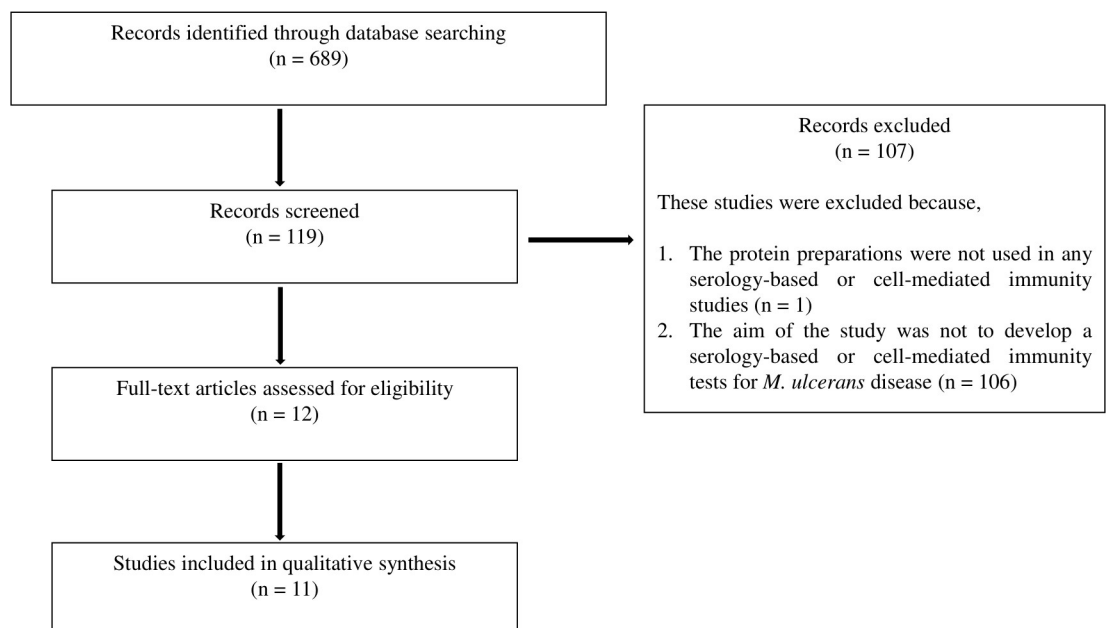 Records identified through database searching
(n = 689)
Records screened
(n = 119)
Records excluded
(n = 107)
These studies were excluded because,
1. The protein preparations were not used in any
serology-based or cell-mediated immunity
studies (n = 1)
2. The aim of the study was not to develop a
serology-based or cell-mediated immunity
tests for M. ulcerans disease (n = 106)
Full-text articles assessed for eligibility
(n = 12)
Studies included in qualitative synthesis
(n = 11)